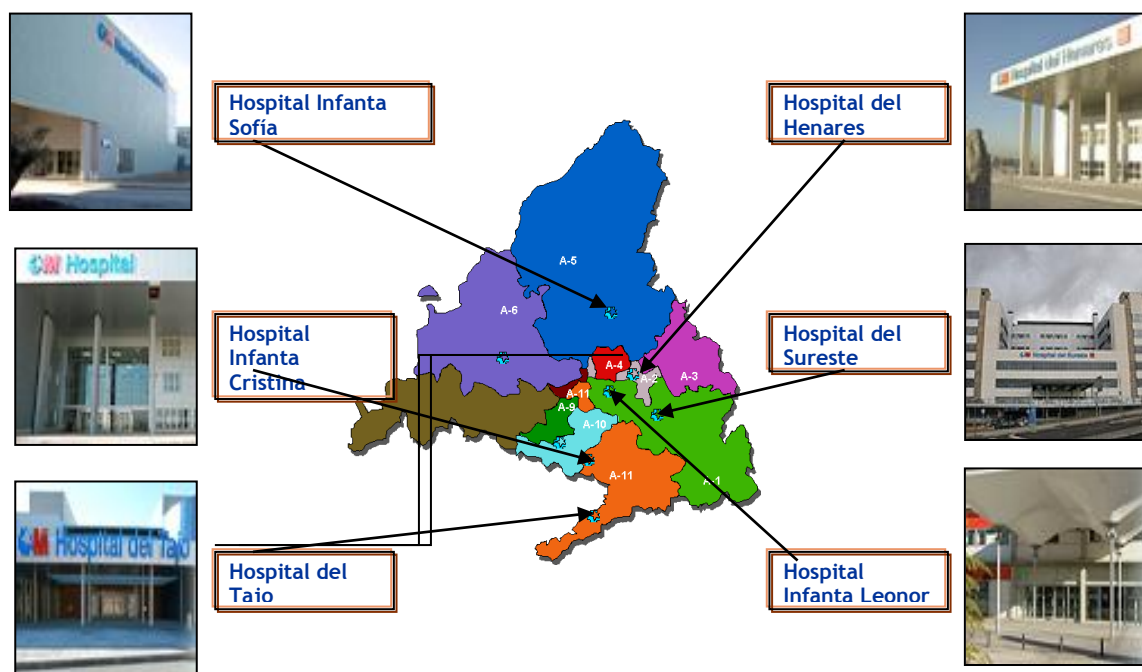 Hospital Infanta
Sofía
Hospital del
Henares
Hospital del Henares
Hospital
Hospital
Infanta
Cristina
Hospital del
Sureste
Hospital del Sureste
Hospital del Tajo
Hospital del
Tajo
Hospital
Infanta Leonor
A-5
A-6
A-4
A-2
A-3
A-11
A-9
A-10
A-11
A-1